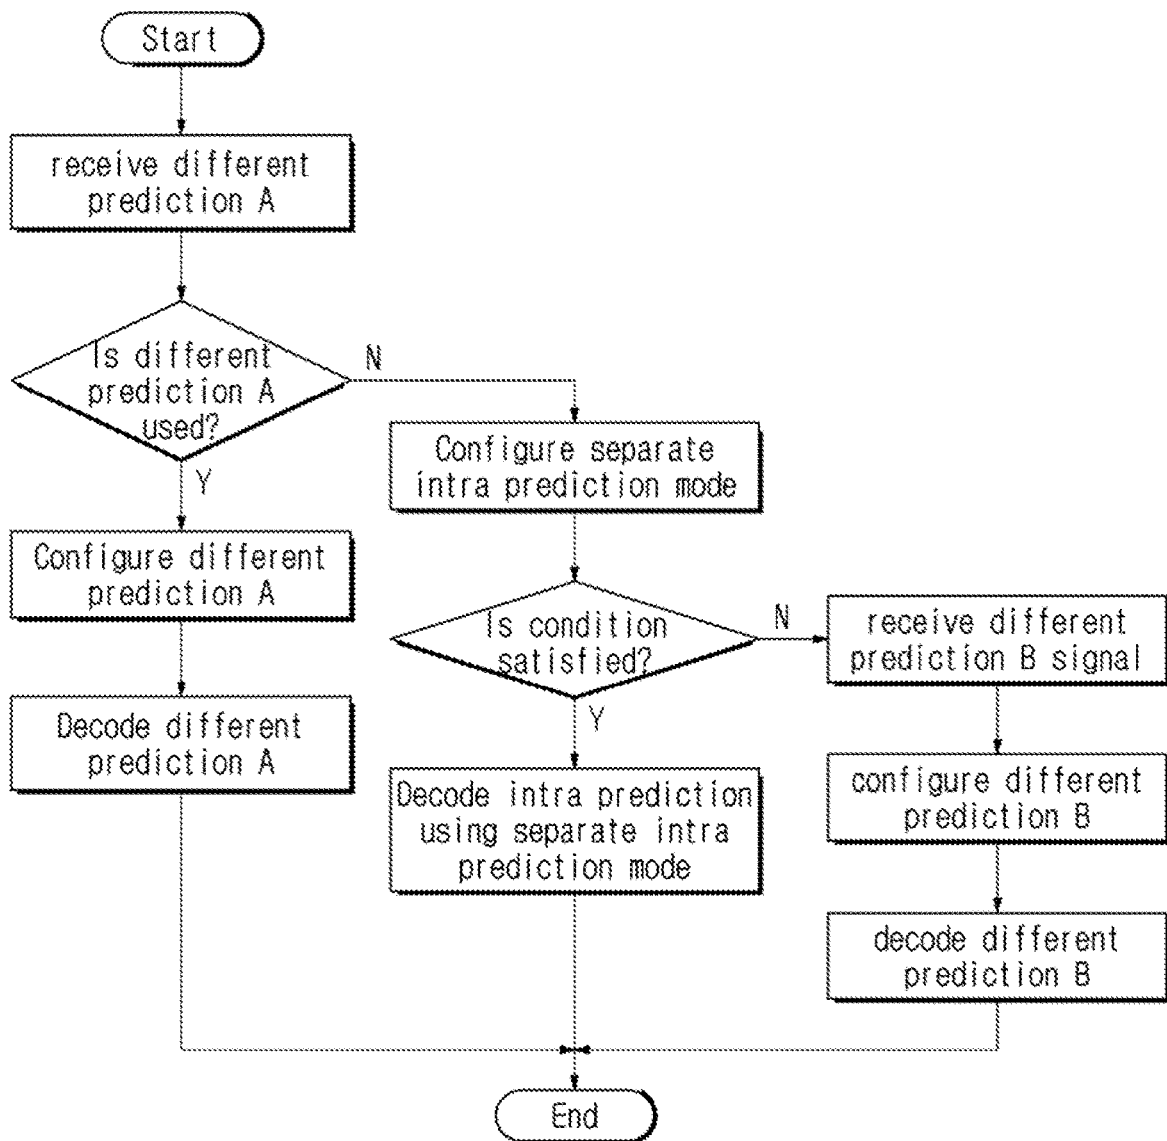 Start
receive different
prediction A
Is different
prediction A
used?
N
Y
Configure different
prediction A
Decode different
prediction A
Configure separate
intra prediction mode
Is condition
satisfied?
N
Y
Decode intra prediction
using separate intra
prediction mode
receive different
prediction B signal
configure different
prediction B
decode different
prediction B
End